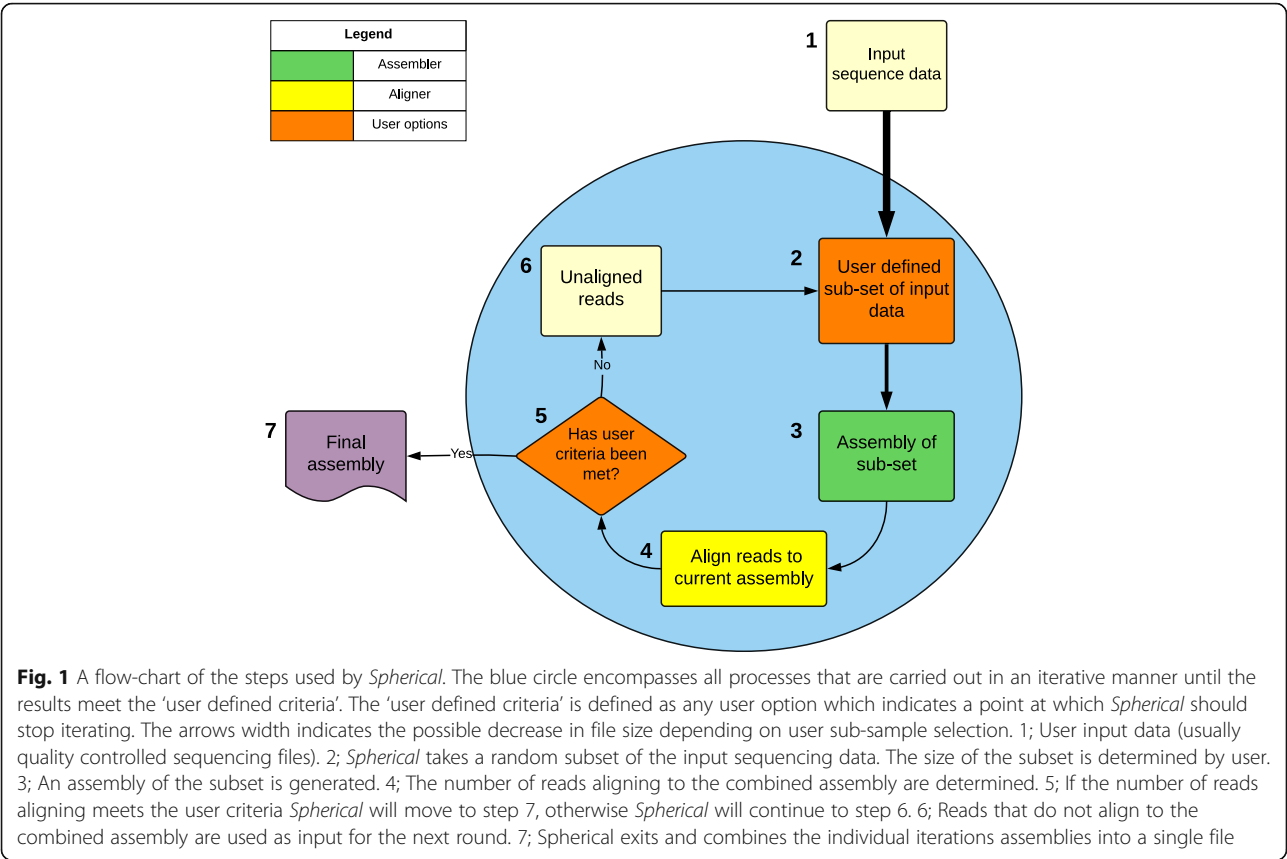 Legend
Assembler
Aligner
User options
1
Input
sequence data
2
User defined
sub-set of input
data
3
Assembly of
sub-set
4
Align reads to
current assembly
5
Has user
criteria been
met?
No
Yes
6
Unaligned
reads
7
Final
assembly
Fig. 1 A flow-chart of the steps used by Spherical. The blue circle encompasses all processes that are carried out in an iterative manner until the
results meet the ‘user defined criteria’. The ‘user defined criteria’ is defined as any user option which indicates a point at which Spherical should
stop iterating. The arrows width indicates the possible decrease in file size depending on user sub-sample selection. 1; User input data (usually
quality controlled sequencing files). 2; Spherical takes a random subset of the input sequencing data. The size of the subset is determined by user.
3; An assembly of the subset is generated. 4; The number of reads aligning to the combined assembly are determined. 5; If the number of reads
aligning meets the user criteria Spherical will move to step 7, otherwise Spherical will continue to step 6. 6; Reads that do not align to the
combined assembly are used as input for the next round. 7; Spherical exits and combines the individual iterations assemblies into a single file